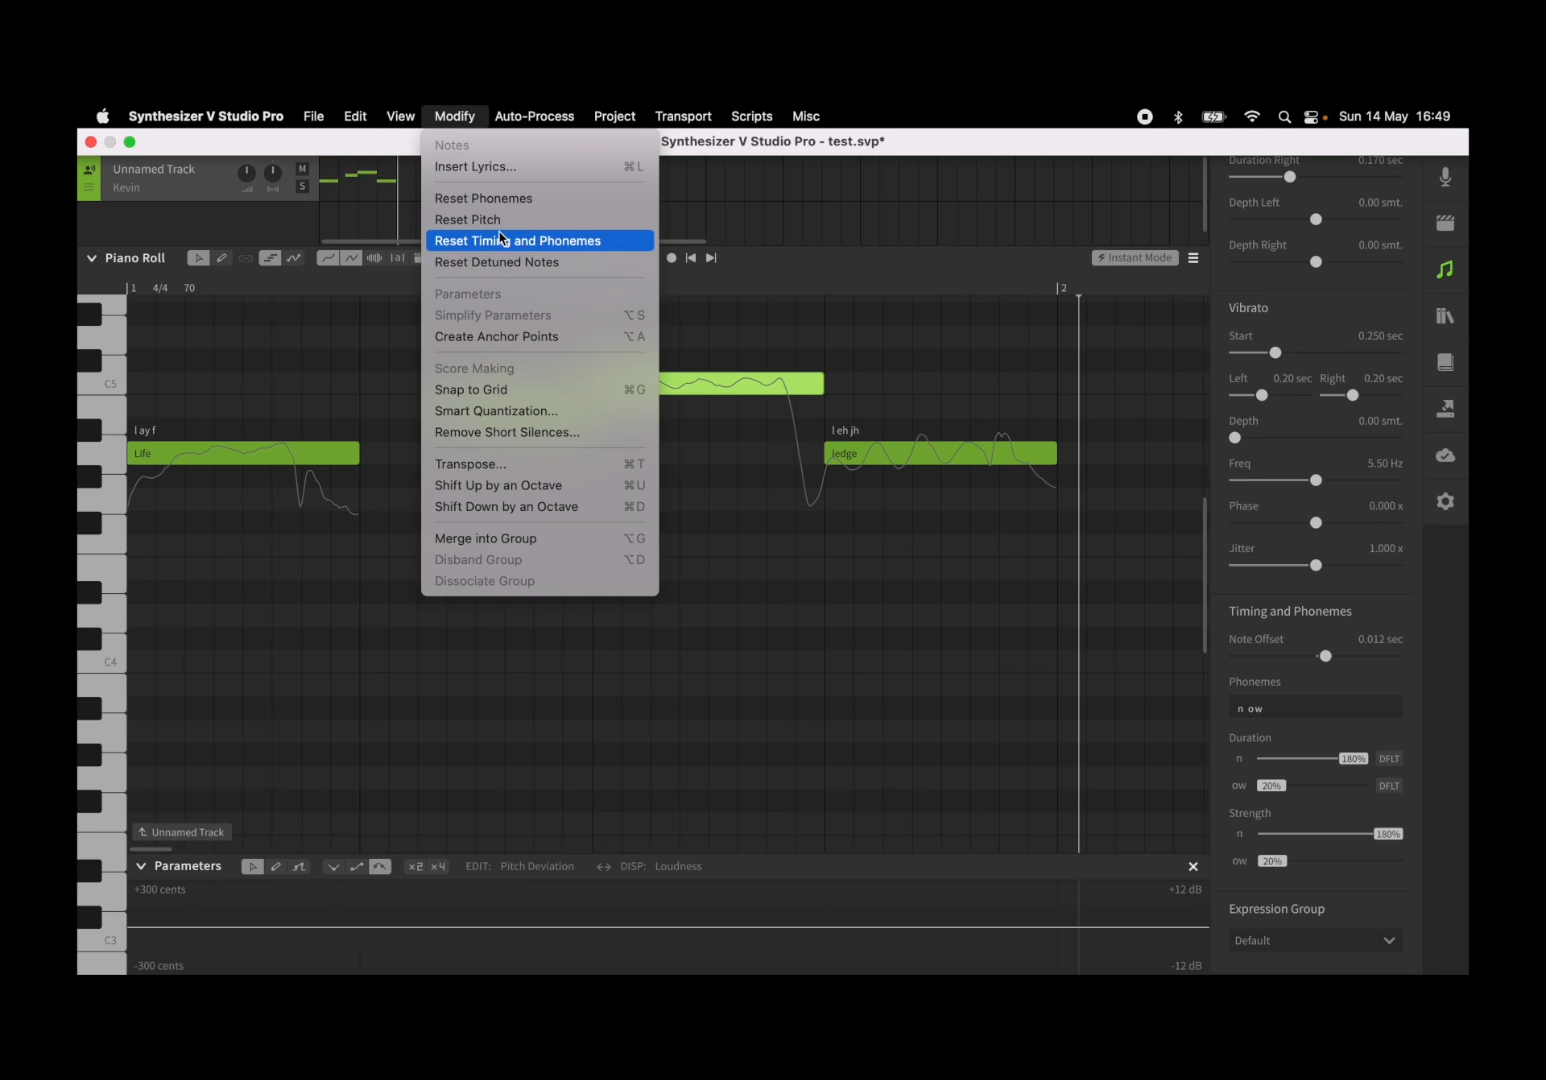 Synthesizer V Studio Pro File Edit View Modify Auto-Process Project Transport Scripts Misc Sun 14 May 16:49
Synthesizer V Studio Pro - test.svp*
Unnamed Track
Kevin
M
S
Notes
Insert Lyrics... ⌘L
Reset Phonemes
Reset Pitch
Reset Timing and Phonemes
Reset Detuned Notes
Parameters
Simplify Parameters ⌥S
Create Anchor Points ⌥A
Score Making
Snap to Grid ⌘G
Smart Quantization...
Remove Short Silences...
Transpose... ⌘T
Shift Up by an Octave ⌘U
Shift Down by an Octave ⌘D
Merge into Group ⌥G
Disband Group ⌥D
Dissociate Group
Piano Roll
Instant Mode
1 4/4 70
2
C5
l ay f
Life
l eh jh
ledge
C4
Unnamed Track
Parameters x2 x4 EDIT: Pitch Deviation DISP: Loudness
+300 cents +12 dB
C3
-300 cents -12 dB
Duration Right 0.170 sec
Depth Left 0.00 smt.
Depth Right 0.00 smt.
Vibrato
Start 0.250 sec
Left 0.20 sec Right 0.20 sec
Depth 0.00 smt.
Freq 5.50 Hz
Phase 0.000 x
Jitter 1.000 x
Timing and Phonemes
Note Offset 0.012 sec
Phonemes
n ow
Duration
n 180% DFLT
ow 20% DFLT
Strength
n 180%
ow 20%
Expression Group
Default